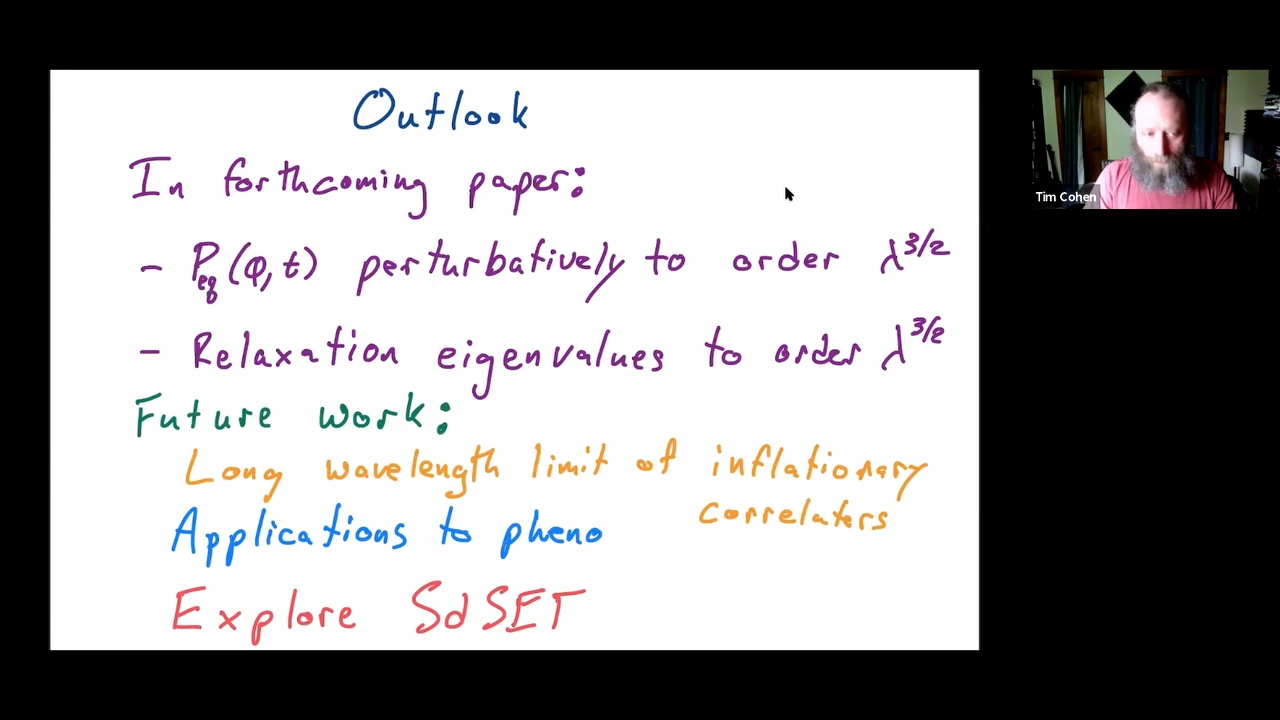 Outlook
In forthcoming paper:
- P_eq(φ,t) perturbatively to order λ^3/2
- Relaxation eigenvalues to order λ^3/2
Future work:
Long wavelength limit of inflationary
correlators
Applications to pheno
Explore SdSET
Tim Cohen